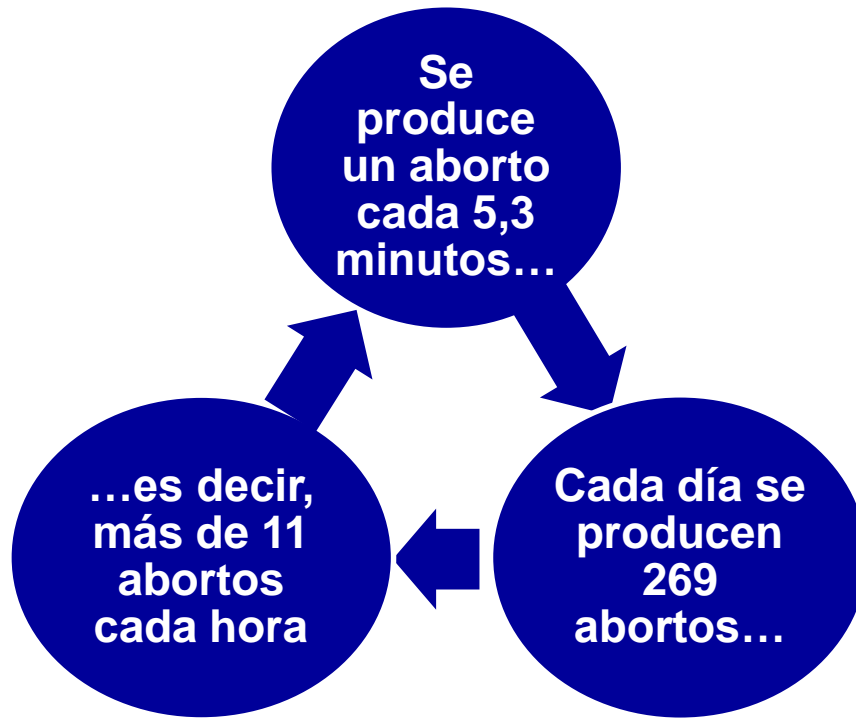 Se
produce
un aborto
cada 5,3
minutos…
Cada día se
producen
269
abortos…
…es decir,
más de 11
abortos
cada hora